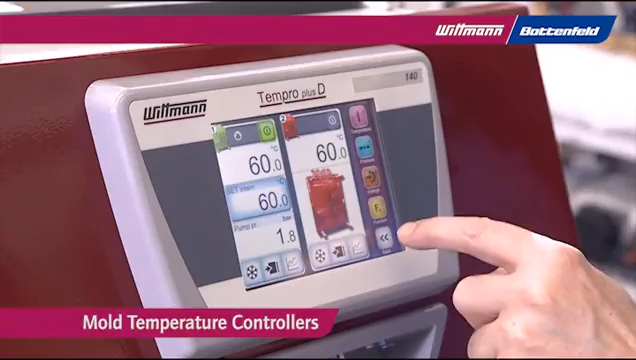 Wittmann Battenfeld
Wittmann
Tempro plus D
140
°C
60.0
°C
60.0
SET intern
°C
60.0
Pump pr...
bar
1.8
Mold Temperature Controllers